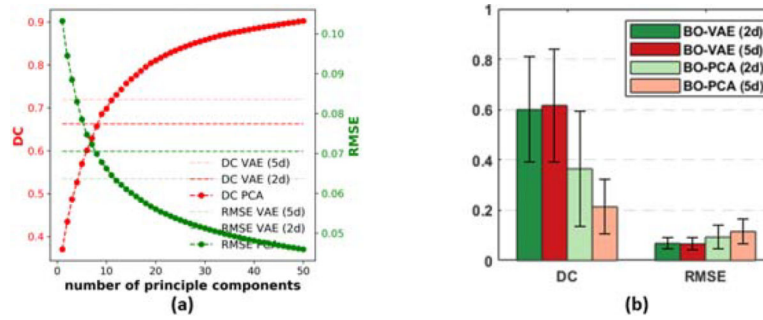 0.9
0.8
0.7
0.6
0.5
0.4
DC
0.10
0.09
0.08
0.07
0.06
0.05
RMSE
DC VAE (5d)
DC VAE (2d)
DC PCA
RMSE VAE (5d)
RMSE VAE (2d)
RMSE PCA
0 10 20 30 40 50
number of principle components
(a)
1
0.8
0.6
0.4
0.2
0
BO-VAE (2d)
BO-VAE (5d)
BO-PCA (2d)
BO-PCA (5d)
DC RMSE
(b)